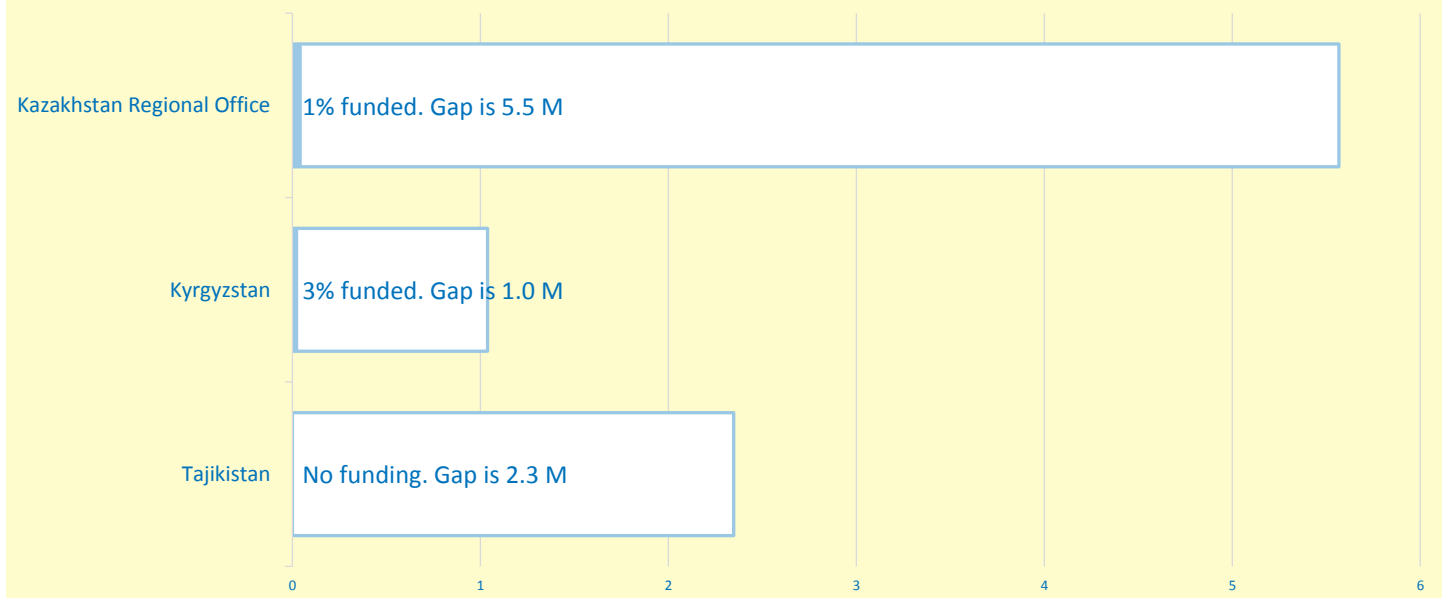 Kazakhstan Regional Office
1% funded. Gap is 5.5 M
Kyrgyzstan
3% funded. Gap is 1.0 M
Tajikistan
No funding. Gap is 2.3 M
0 1 2 3 4 5 6